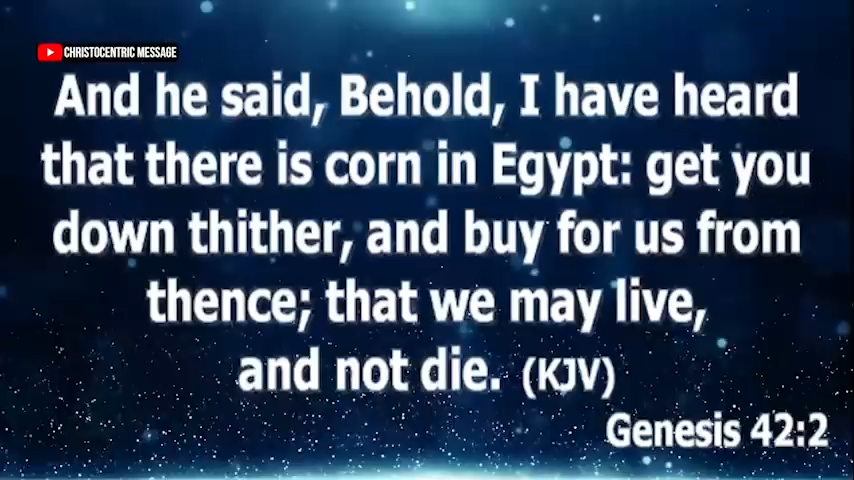 CHRISTOCENTRIC MESSAGE
And he said, Behold, I have heard
that there is corn in Egypt: get you
down thither, and buy for us from
thence; that we may live,
and not die. (KJV)
Genesis 42:2